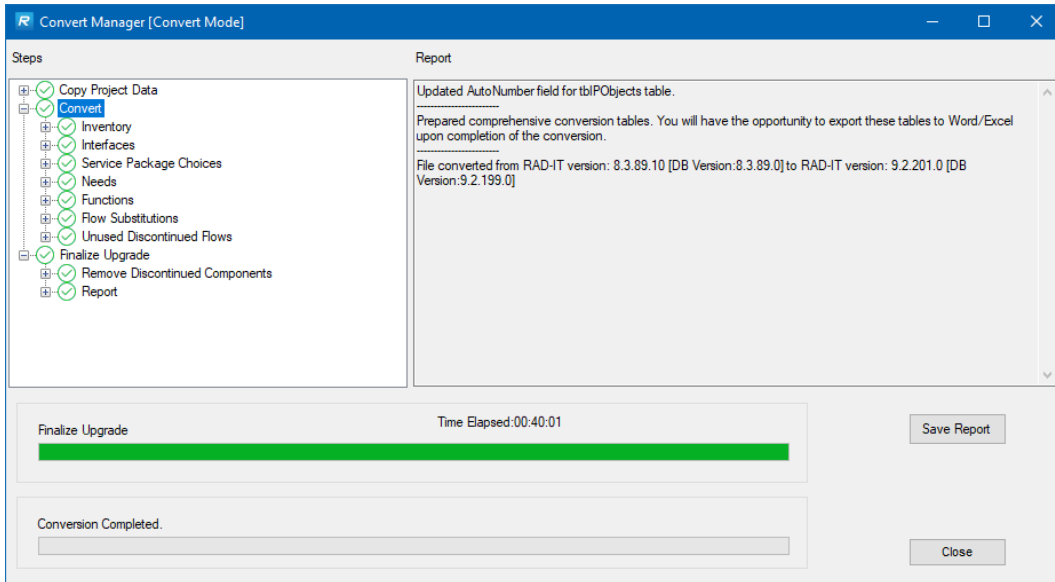 R Convert Manager [Convert Mode]
Steps
Report
Copy Project Data
Convert
Inventory
Interfaces
Service Package Choices
Needs
Functions
Flow Substitutions
Unused Discontinued Flows
Finalize Upgrade
Remove Discontinued Components
Report
Updated AutoNumber field for tblPObjects table.
------------------------
Prepared comprehensive conversion tables. You will have the opportunity to export these tables to Word/Excel
upon completion of the conversion.
------------------------
File converted from RAD-IT version: 8.3.89.10 [DB Version:8.3.89.0] to RAD-IT version: 9.2.201.0 [DB
Version:9.2.199.0]
Finalize Upgrade
Time Elapsed:00:40:01
Save Report
Conversion Completed.
Close